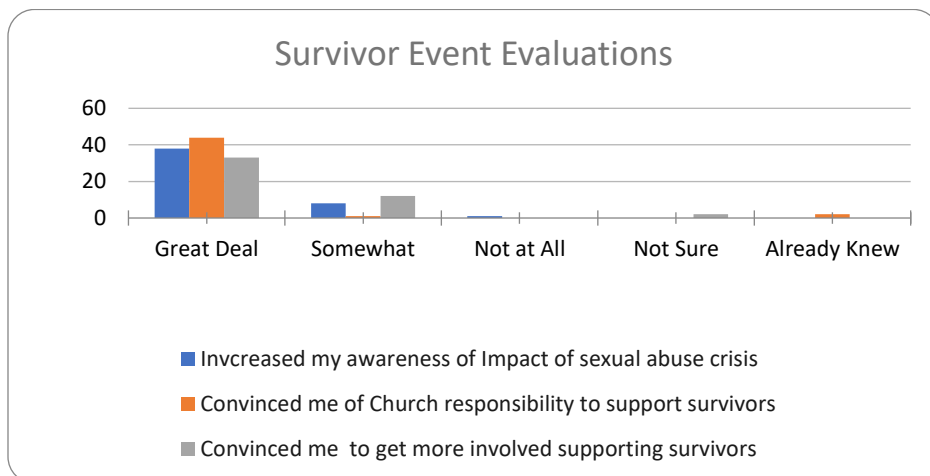 Survivor Event Evaluations
60
40
20
0
Great Deal Somewhat Not at All Not Sure Already Knew
Invcreased my awareness of Impact of sexual abuse crisis
Convinced me of Church responsibility to support survivors
Convinced me  to get more involved supporting survivors